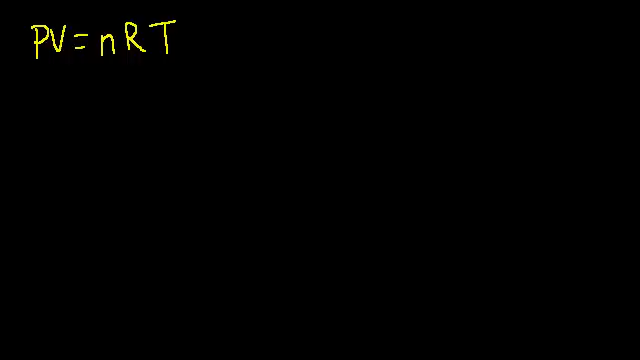 PV = nRT